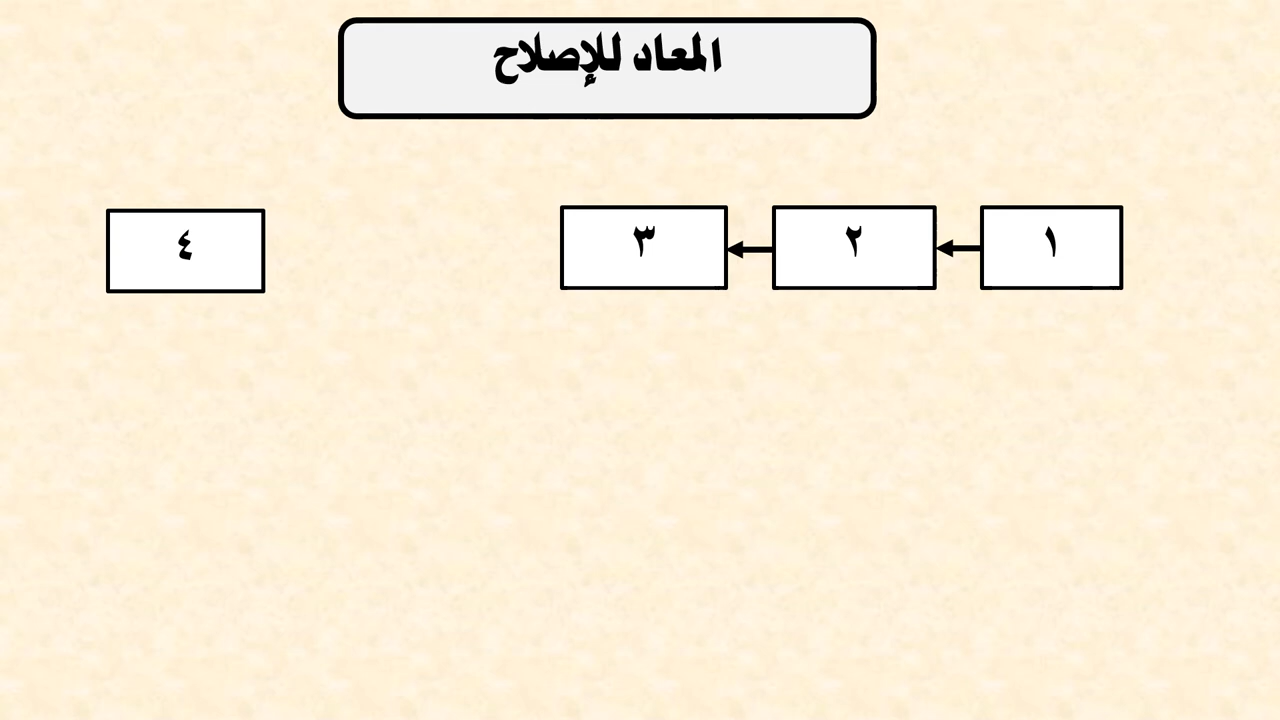 المعاد للإصلاح
١
٢
٣
٤